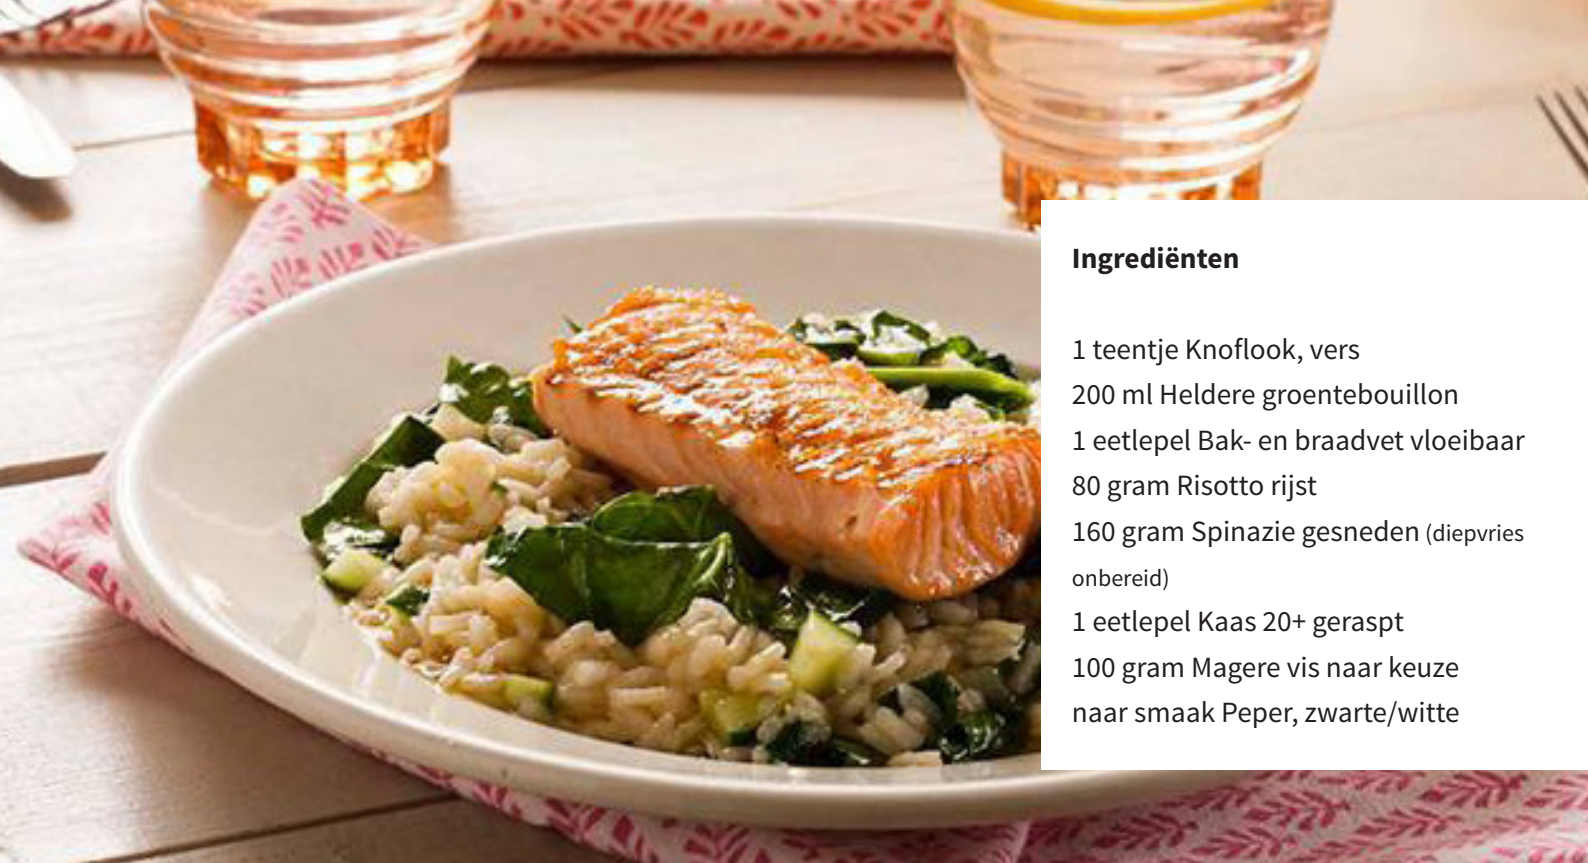 Ingrediënten
1 teentje Knoflook, vers
200 ml Heldere groentebouillon
1 eetlepel Bak- en braadvet vloeibaar
80 gram Risotto rijst
160 gram Spinazie gesneden (diepvries
onbereid)
1 eetlepel Kaas 20+ geraspt
100 gram Magere vis naar keuze
naar smaak Peper, zwarte/witte